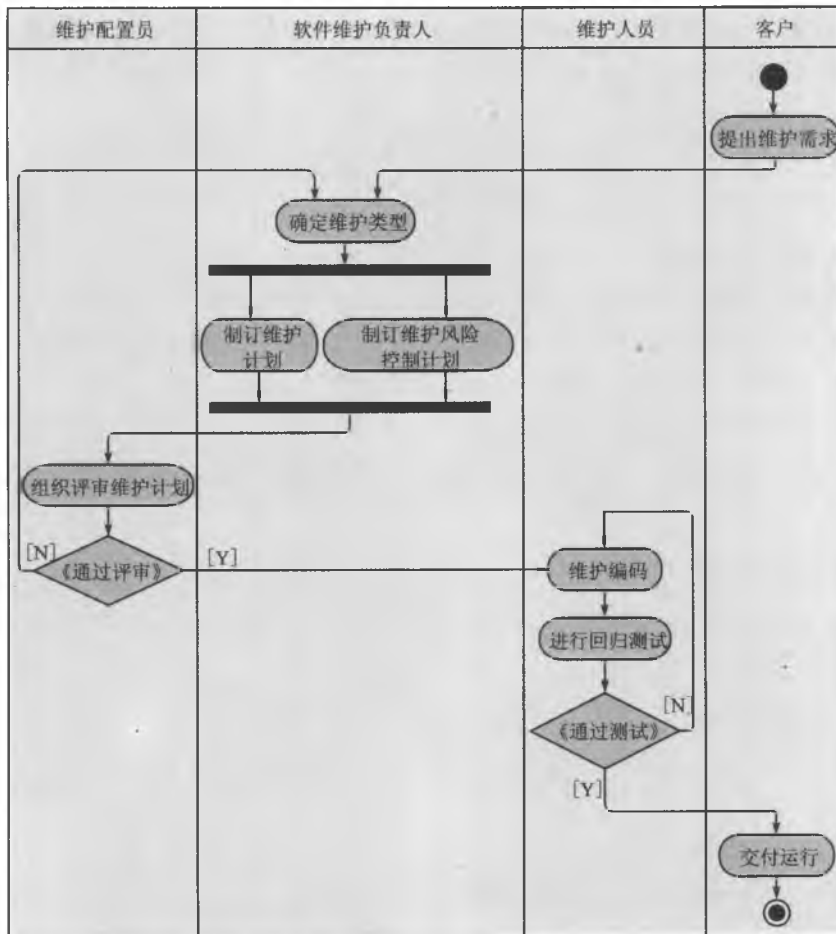 维护配置员
软件维护负责人
维护人员
客户
提出维护需求
确定维护类型
制订维护
计划
制订维护风险
控制计划
组织评审维护计划
[N]
《通过评审》
[Y]
维护编码
进行回归测试
[N]
《通过测试》
[Y]
交付运行